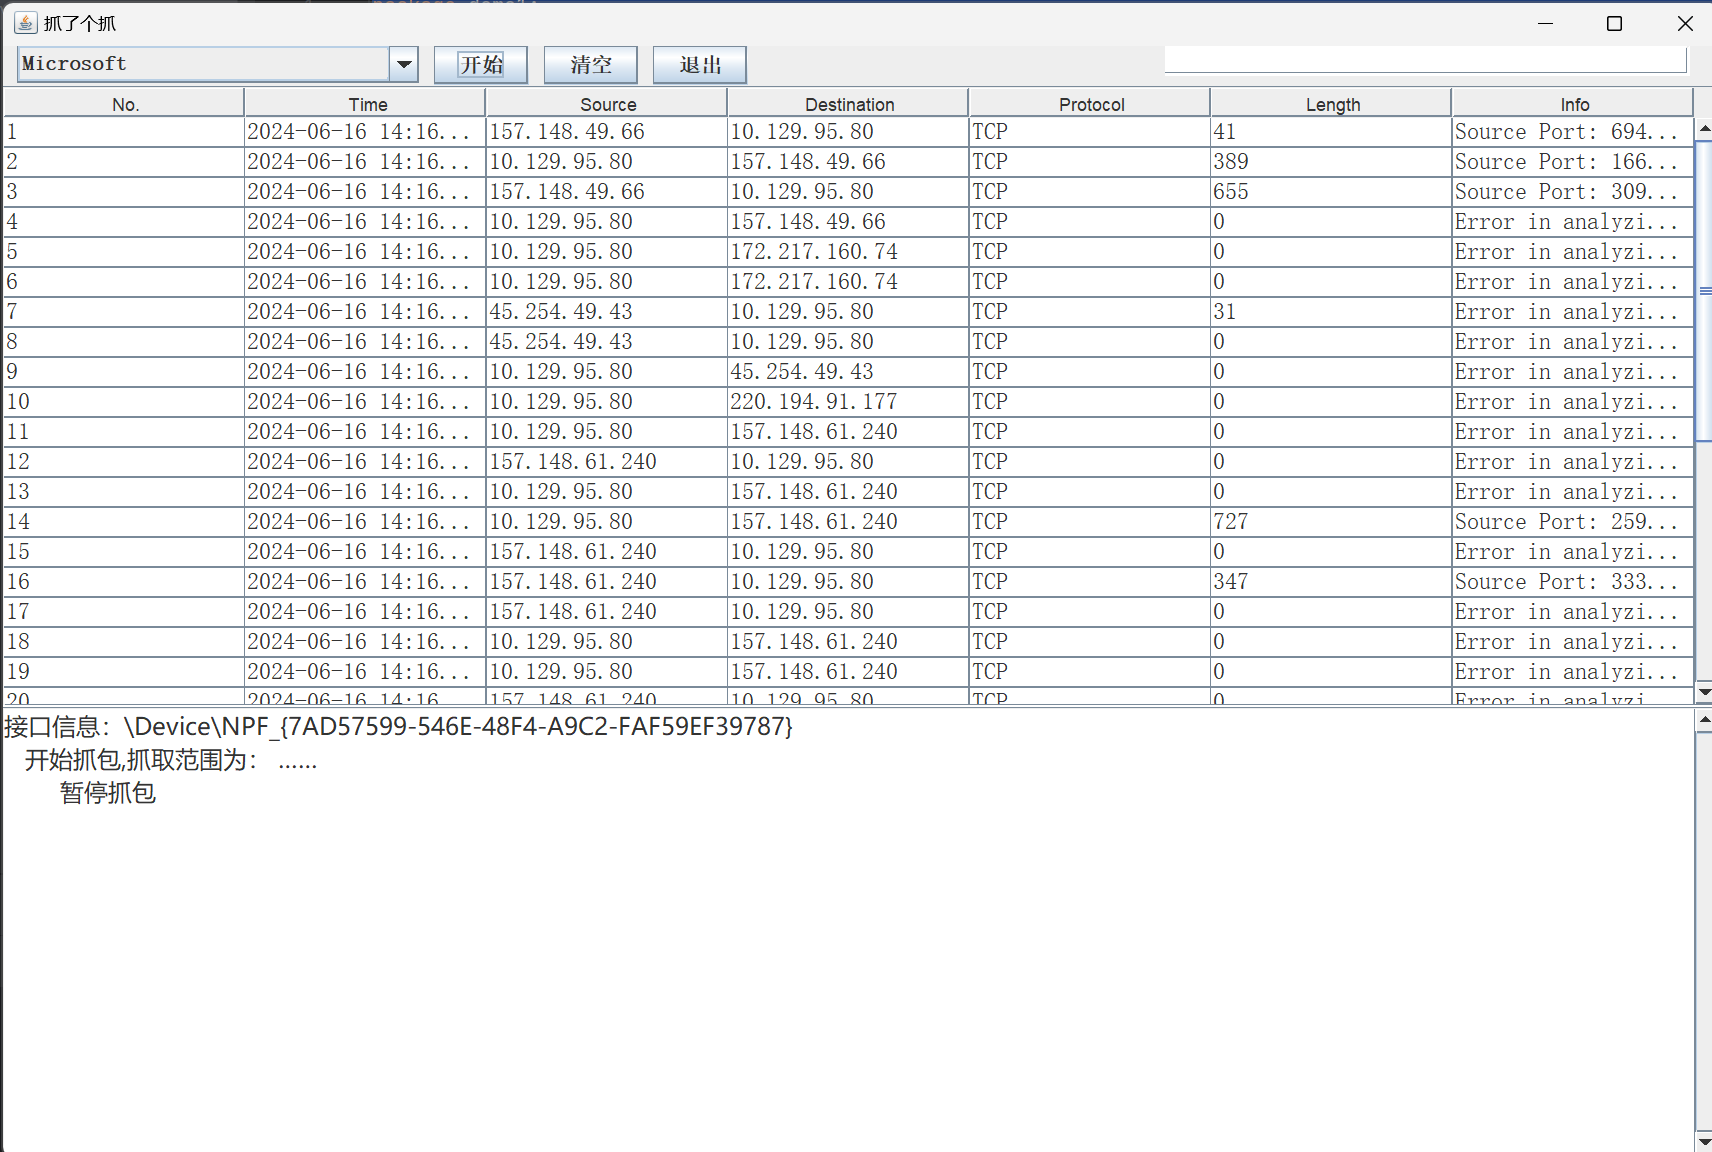 抓了个抓
Microsoft 开始 清空 退出
No. Time Source Destination Protocol Length Info
1 2024-06-16 14:16... 157.148.49.66 10.129.95.80 TCP 41 Source Port: 694...
2 2024-06-16 14:16... 10.129.95.80 157.148.49.66 TCP 389 Source Port: 166...
3 2024-06-16 14:16... 157.148.49.66 10.129.95.80 TCP 655 Source Port: 309...
4 2024-06-16 14:16... 10.129.95.80 157.148.49.66 TCP 0 Error in analyzi...
5 2024-06-16 14:16... 10.129.95.80 172.217.160.74 TCP 0 Error in analyzi...
6 2024-06-16 14:16... 10.129.95.80 172.217.160.74 TCP 0 Error in analyzi...
7 2024-06-16 14:16... 45.254.49.43 10.129.95.80 TCP 31 Error in analyzi...
8 2024-06-16 14:16... 45.254.49.43 10.129.95.80 TCP 0 Error in analyzi...
9 2024-06-16 14:16... 10.129.95.80 45.254.49.43 TCP 0 Error in analyzi...
10 2024-06-16 14:16... 10.129.95.80 220.194.91.177 TCP 0 Error in analyzi...
11 2024-06-16 14:16... 10.129.95.80 157.148.61.240 TCP 0 Error in analyzi...
12 2024-06-16 14:16... 157.148.61.240 10.129.95.80 TCP 0 Error in analyzi...
13 2024-06-16 14:16... 10.129.95.80 157.148.61.240 TCP 0 Error in analyzi...
14 2024-06-16 14:16... 10.129.95.80 157.148.61.240 TCP 727 Source Port: 259...
15 2024-06-16 14:16... 157.148.61.240 10.129.95.80 TCP 0 Error in analyzi...
16 2024-06-16 14:16... 157.148.61.240 10.129.95.80 TCP 347 Source Port: 333...
17 2024-06-16 14:16... 157.148.61.240 10.129.95.80 TCP 0 Error in analyzi...
18 2024-06-16 14:16... 10.129.95.80 157.148.61.240 TCP 0 Error in analyzi...
19 2024-06-16 14:16... 10.129.95.80 157.148.61.240 TCP 0 Error in analyzi...
20 2024-06-16 14:16... 157.148.61.240 10.129.95.80 TCP 0 Error in analyzi...
接口信息：\Device\NPF_{7AD57599-546E-48F4-A9C2-FAF59EF39787}
开始抓包,抓取范围为： ......
暂停抓包